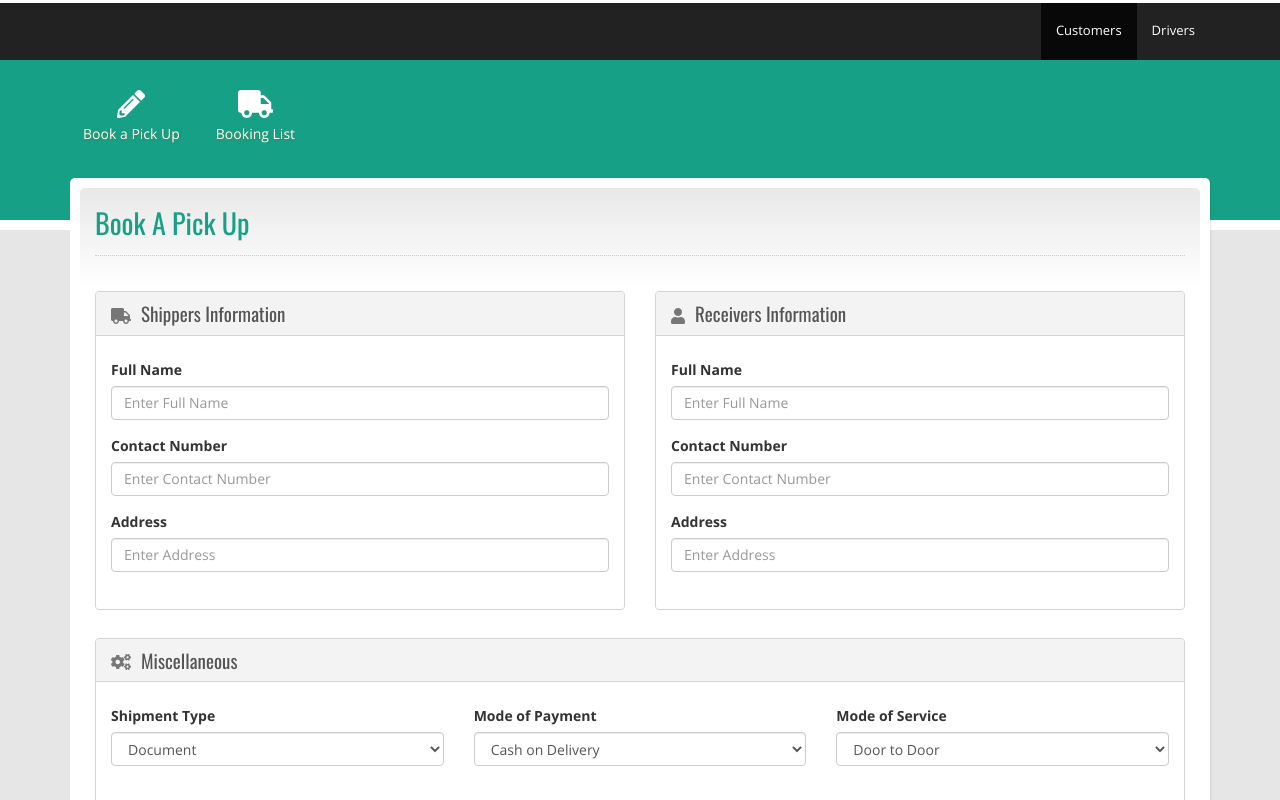 Customers
Drivers
Book a Pick Up
Booking List
Book A Pick Up
Shippers Information
Full Name
Enter Full Name
Contact Number
Enter Contact Number
Address
Enter Address
Receivers Information
Full Name
Enter Full Name
Contact Number
Enter Contact Number
Address
Enter Address
Miscellaneous
Shipment Type
Document
Mode of Payment
Cash on Delivery
Mode of Service
Door to Door